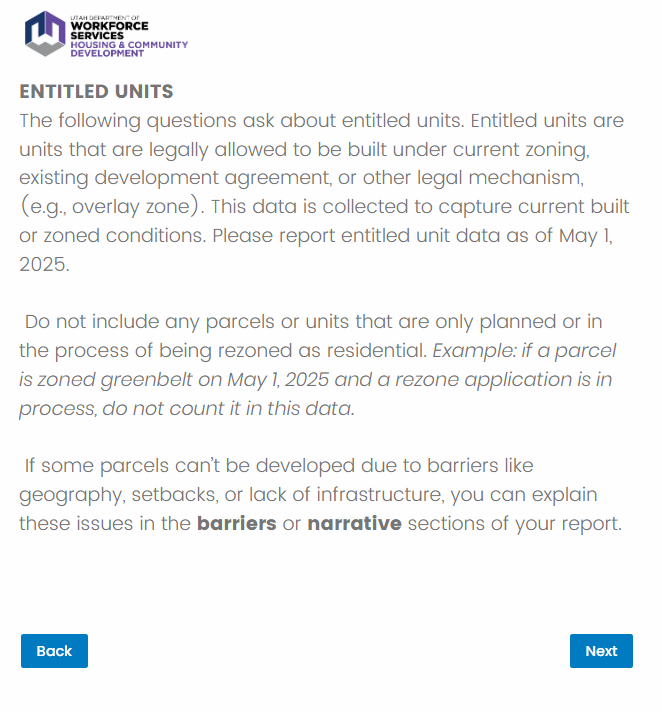 UTAH DEPARTMENT OF
WORKFORCE
SERVICES
HOUSING & COMMUNITY
DEVELOPMENT
ENTITLED UNITS
The following questions ask about entitled units. Entitled units are
units that are legally allowed to be built under current zoning,
existing development agreement, or other legal mechanism,
(e.g., overlay zone). This data is collected to capture current built
or zoned conditions. Please report entitled unit data as of May 1,
2025.
Do not include any parcels or units that are only planned or in
the process of being rezoned as residential. Example: if a parcel
is zoned greenbelt on May 1, 2025 and a rezone application is in
process, do not count it in this data.
If some parcels can't be developed due to barriers like
geography, setbacks, or lack of infrastructure, you can explain
these issues in the barriers or narrative sections of your report.
Back
Next